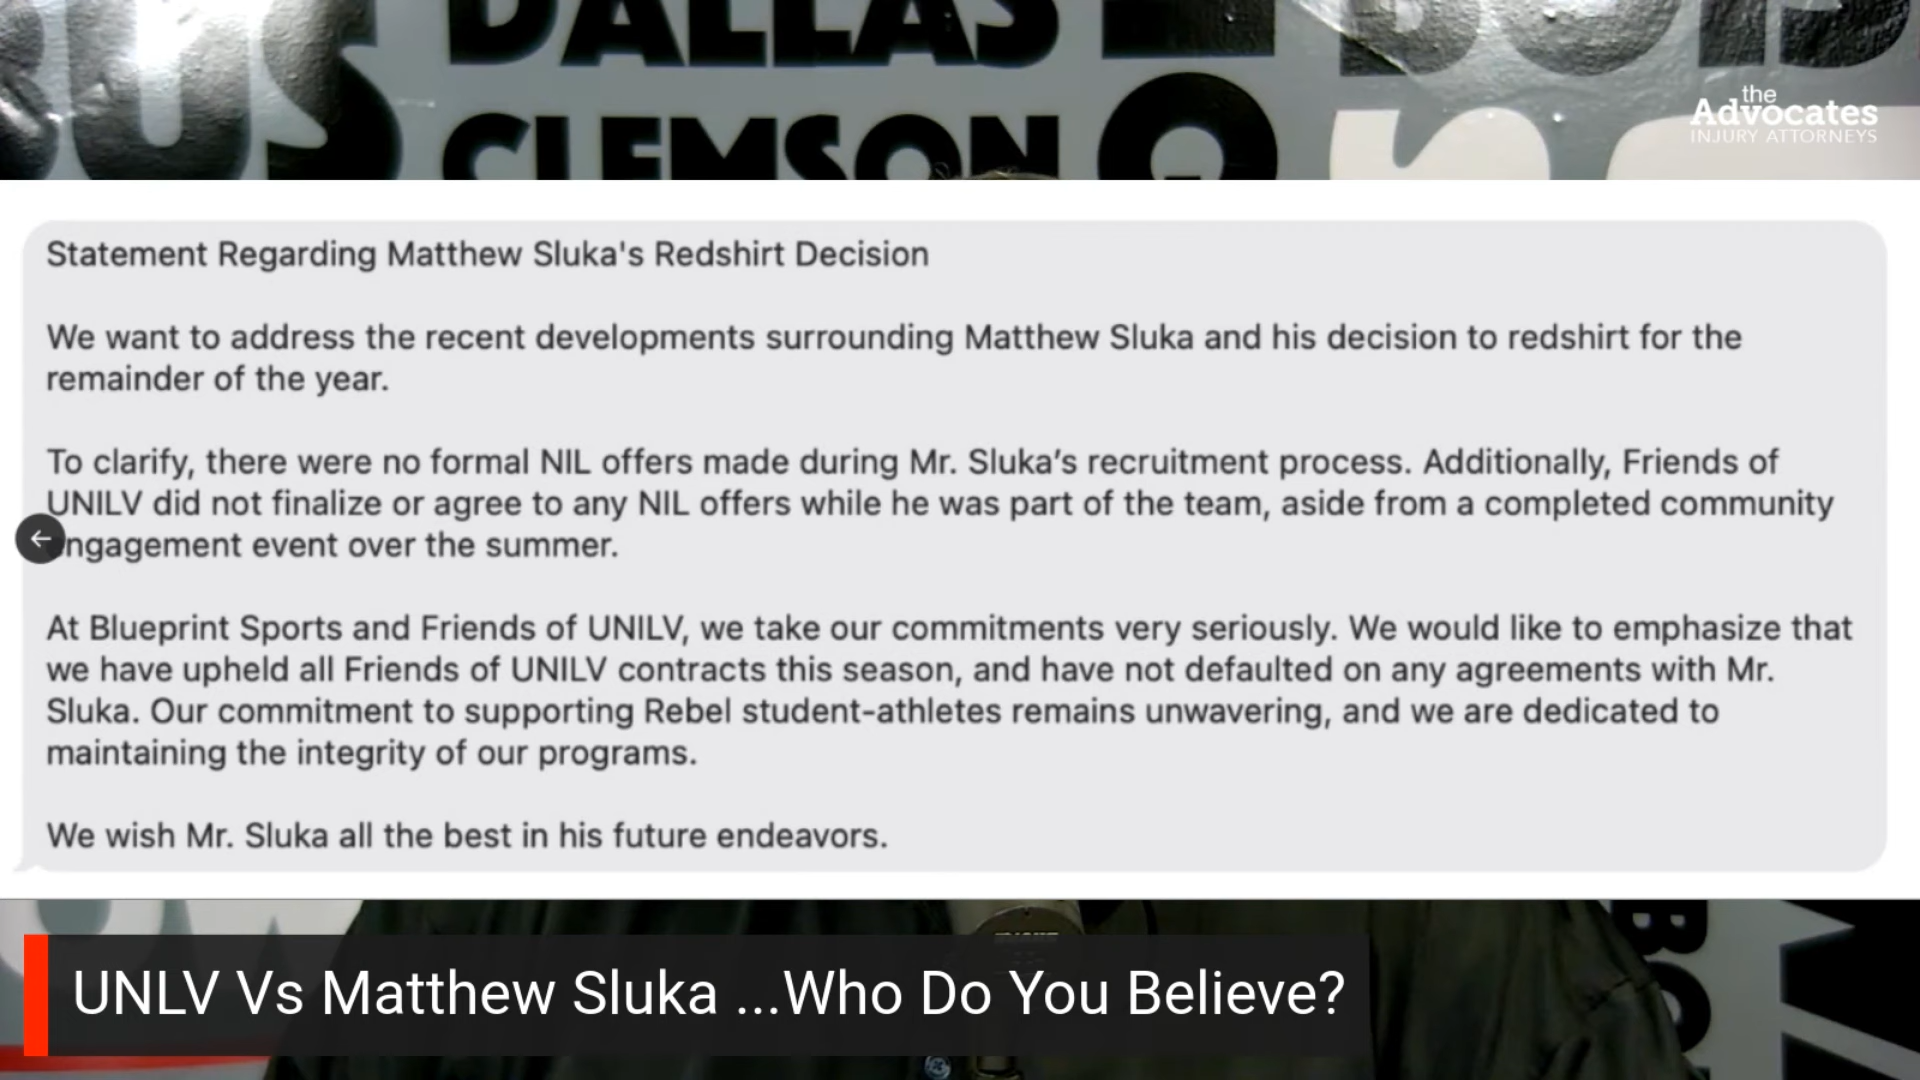 DALLAS
CLEMSON
the
Advocates
INJURY ATTORNEYS
Statement Regarding Matthew Sluka's Redshirt Decision
We want to address the recent developments surrounding Matthew Sluka and his decision to redshirt for the
remainder of the year.
To clarify, there were no formal NIL offers made during Mr. Sluka’s recruitment process. Additionally, Friends of
UNILV did not finalize or agree to any NIL offers while he was part of the team, aside from a completed community
engagement event over the summer.
At Blueprint Sports and Friends of UNILV, we take our commitments very seriously. We would like to emphasize that
we have upheld all Friends of UNILV contracts this season, and have not defaulted on any agreements with Mr.
Sluka. Our commitment to supporting Rebel student-athletes remains unwavering, and we are dedicated to
maintaining the integrity of our programs.
We wish Mr. Sluka all the best in his future endeavors.
UNLV Vs Matthew Sluka ...Who Do You Believe?